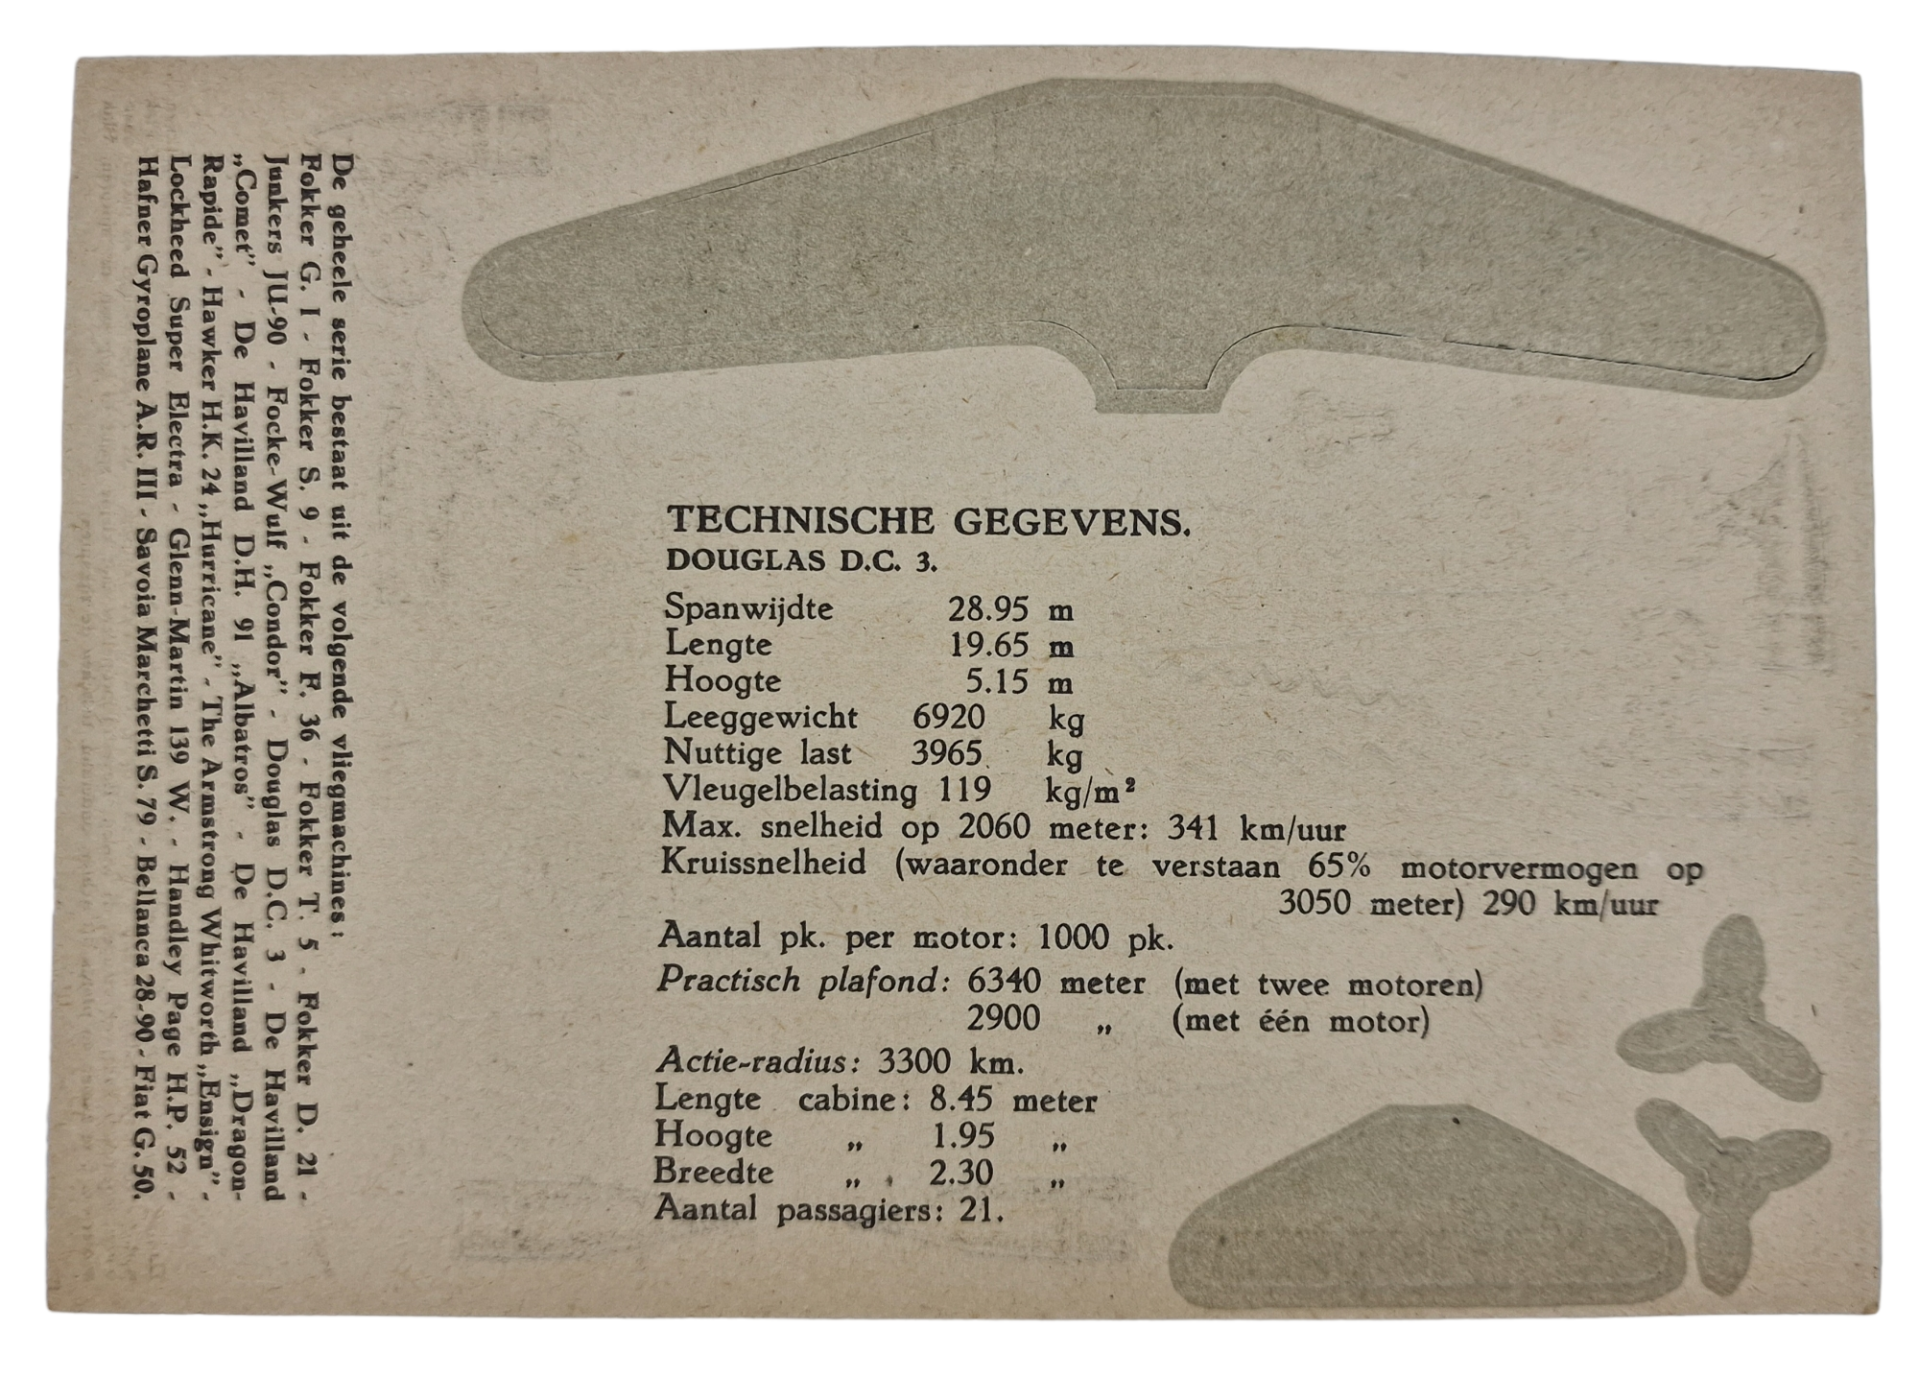 De geheele serie bestaat uit de volgende vliegmachines:
Fokker G. I - Fokker S. 9 - Fokker F. 36 - Fokker T. 5 - Fokker D. 21 -
Junkers JU-90 - Focke-Wulf „Condor” - Douglas D.C. 3 - De Havilland
„Comet” - De Havilland D.H. 91 „Albatros” - De Havilland „Dragon-
Rapide” - Hawker H.K. 24 „Hurricane” - The Armstrong Whitworth „Ensign” -
Lockheed Super Electra - Glenn-Martin 139 W. - Handley Page H.P. 52 -
Hafner Gyroplane A.R. III - Savoia Marchetti S. 79 - Bellanca 28-90 - Fiat G. 50.
TECHNISCHE GEGEVENS.
DOUGLAS D.C. 3.
Spanwijdte 28.95 m
Lengte 19.65 m
Hoogte 5.15 m
Leeggewicht 6920 kg
Nuttige last 3965 kg
Vleugelbelasting 119 kg/m²
Max. snelheid op 2060 meter: 341 km/uur
Kruissnelheid (waaronder te verstaan 65% motorvermogen op
3050 meter) 290 km/uur
Aantal pk. per motor: 1000 pk.
Practisch plafond: 6340 meter (met twee motoren)
2900 „ (met één motor)
Actie-radius: 3300 km.
Lengte cabine: 8.45 meter
Hoogte „ 1.95 „
Breedte „ 2.30 „
Aantal passagiers: 21.